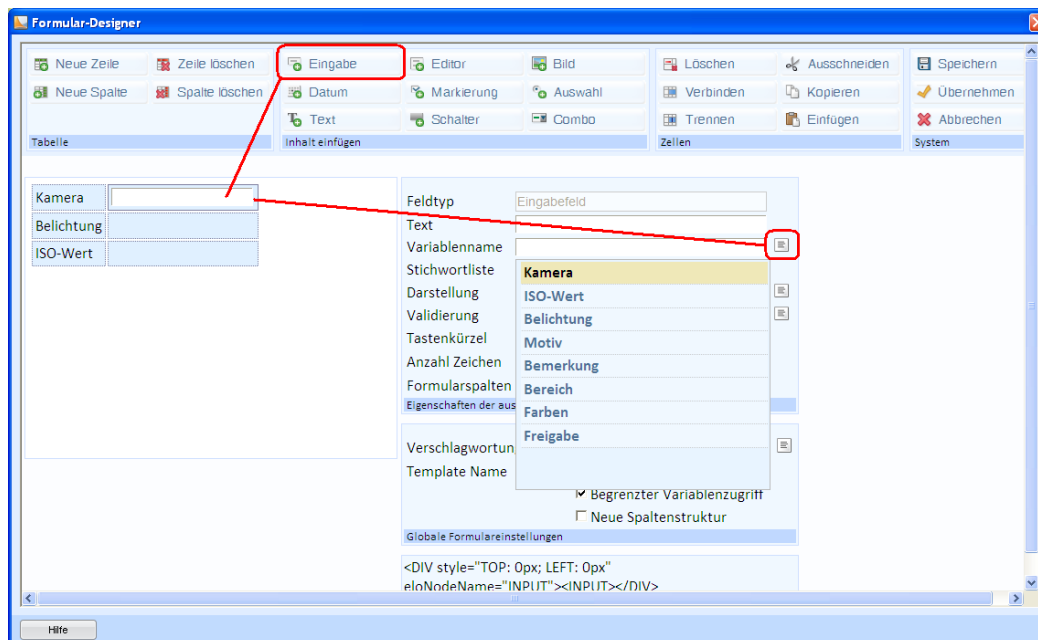 Formular-Designer
Neue Zeile Zeile löschen Eingabe Editor Bild Löschen Ausschneiden Speichern
Neue Spalte Spalte löschen Datum Markierung Auswahl Verbinden Kopieren Übernehmen
Text Schalter Combo Trennen Einfügen Abbrechen
Tabelle Inhalt einfügen Zellen System
Kamera
Belichtung
ISO-Wert
Feldtyp Eingabefeld
Text
Variablenname
Stichwortliste
Darstellung
Validierung
Tastenkürzel
Anzahl Zeichen
Formularspalten
Eigenschaften der aus
Kamera
ISO-Wert
Belichtung
Motiv
Bemerkung
Bereich
Farben
Freigabe
Verschlagwortun
Template Name
Begrenzter Variablenzugriff
Neue Spaltenstruktur
Globale Formulareinstellungen
<DIV style="TOP: 0px; LEFT: 0px"
eloNodeName="INPUT"><INPUT></DIV>
Hilfe